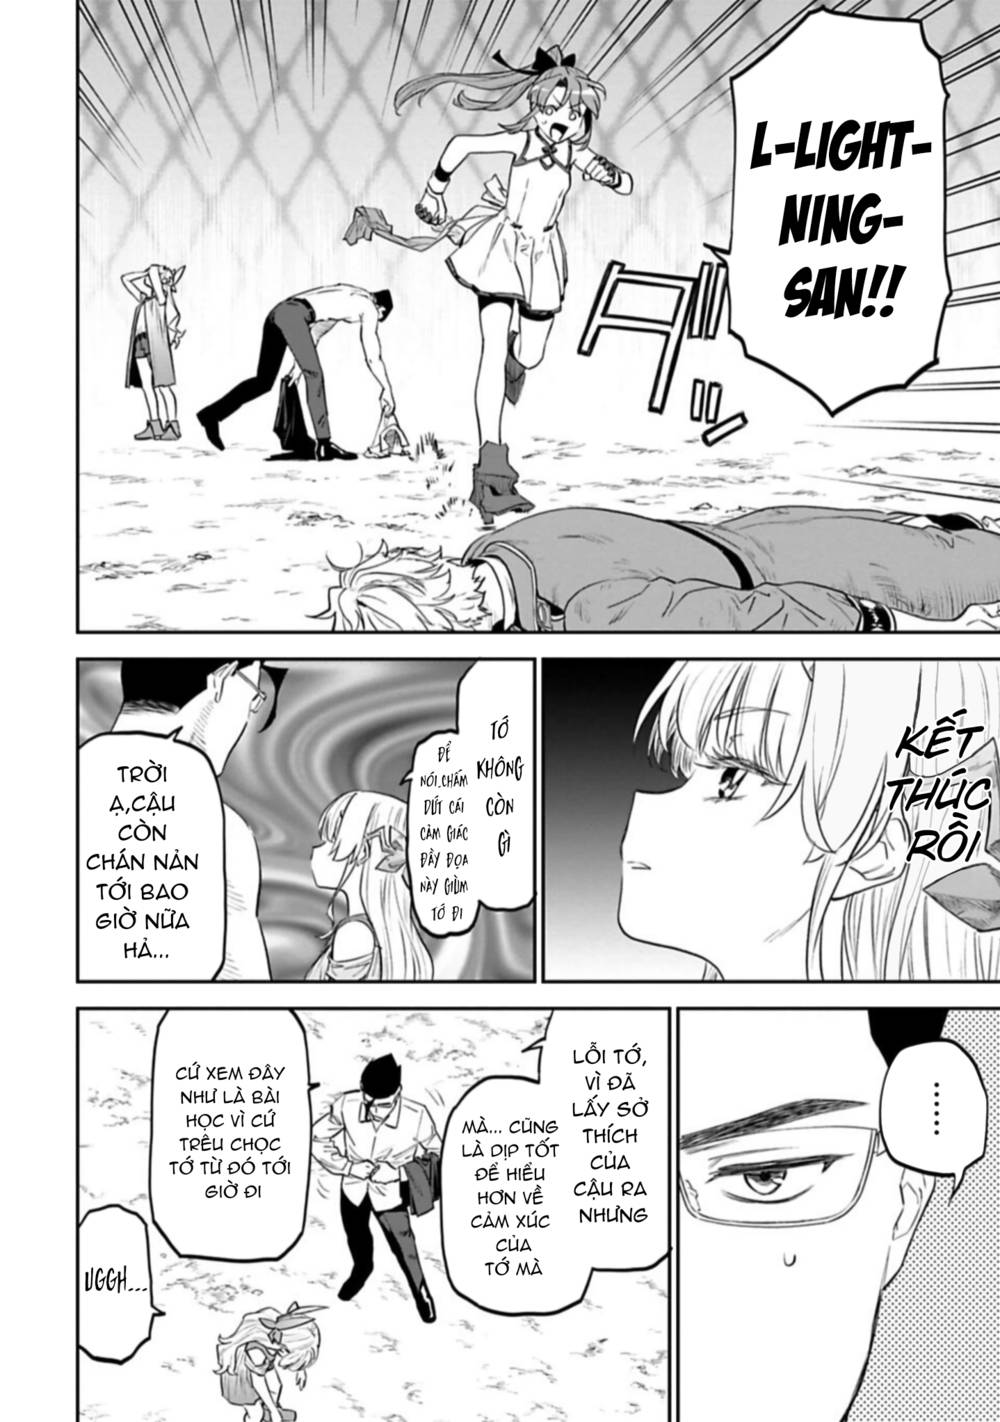 L-LIGHT-
NING-
SAN!!
ダッ
KẾT
THÚC
RỒI
TỚ
KHÔNG
CÒN
GÌ
ĐỂ
NÓI.CHẤM
DỨT CÁI
CẢM GIÁC
ĐẦY ĐỌA
NÀY GIÙM
TỚ ĐI
TRỜI
Ạ,CẬU
CÒN
CHÁN NẢN
TỚI BAO
GIỜ NỮA
HẢ...
......
LỖI TỚ,
VÌ ĐÃ
LẤY SỞ
THÍCH
CỦA
CẬU RA
NHƯNG
MÀ... CŨNG
LÀ DỊP TỐT
ĐỂ HIỂU
HƠN VỀ
CẢM XÚC
CỦA
TỚ MÀ
CỨ XEM ĐÂY
NHƯ LÀ BÀI
HỌC VÌ CỨ
TRÊU CHỌC
TỚ TỪ ĐÓ TỚI
GIỜ ĐI
UGGH...